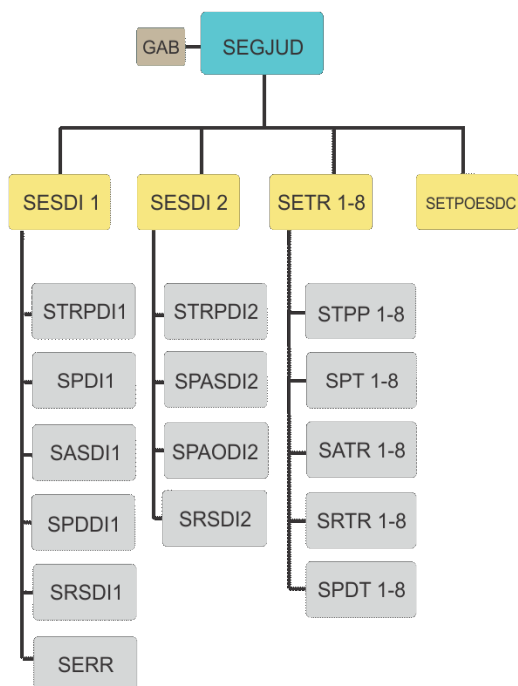 GAB
SEGJUD
SESDI 1
SESDI 2
SETR 1-8
SETPOESDC
STRPDI1
STRPDI2
STPP 1-8
SPDI1
SPASDI2
SPT 1-8
SASDI1
SPAODI2
SATR 1-8
SPDDI1
SRSDI2
SRTR 1-8
SRSDI1
SPDT 1-8
SERR